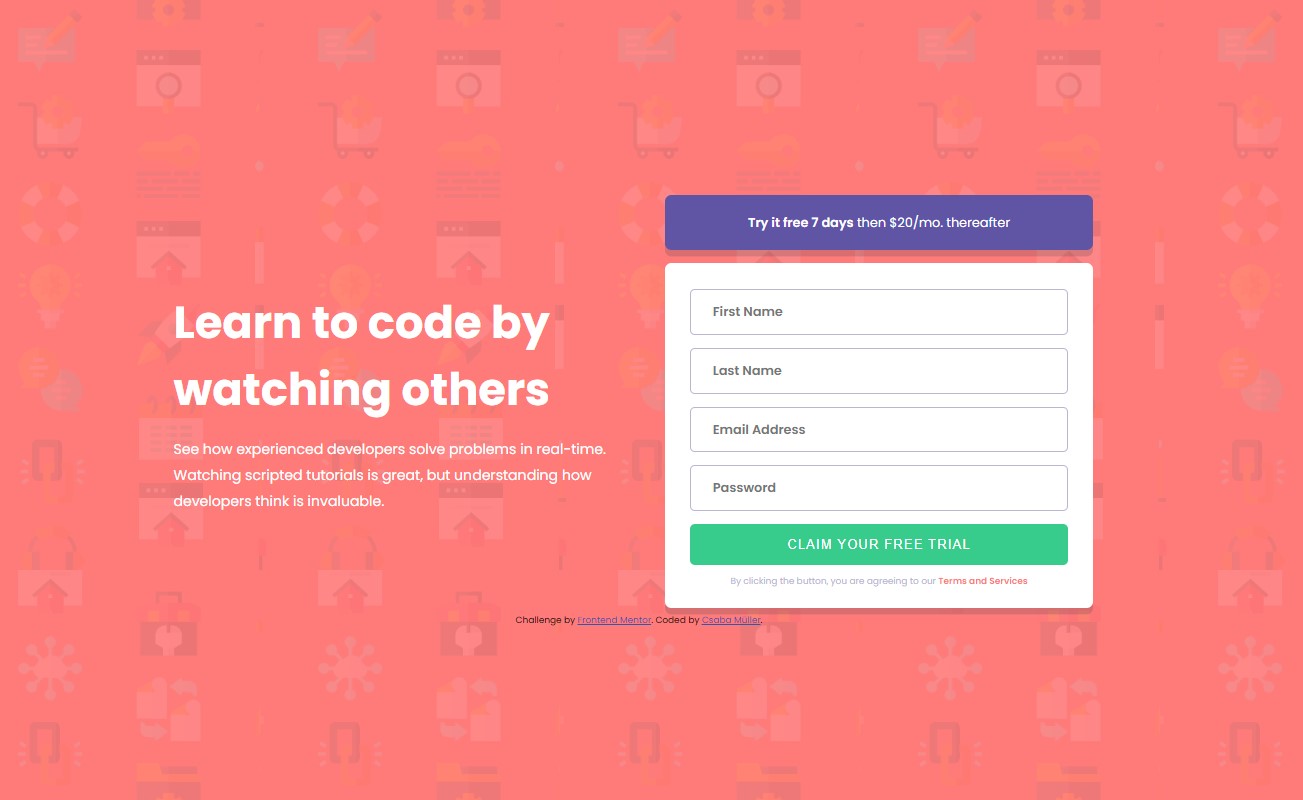 Learn to code by
watching others
See how experienced developers solve problems in real-time.
Watching scripted tutorials is great, but understanding how
developers think is invaluable.
Try it free 7 days then $20/mo. thereafter
First Name
Last Name
Email Address
Password
CLAIM YOUR FREE TRIAL
By clicking the button, you are agreeing to our Terms and Services
Challenge by Frontend Mentor. Coded by Csaba Müller.